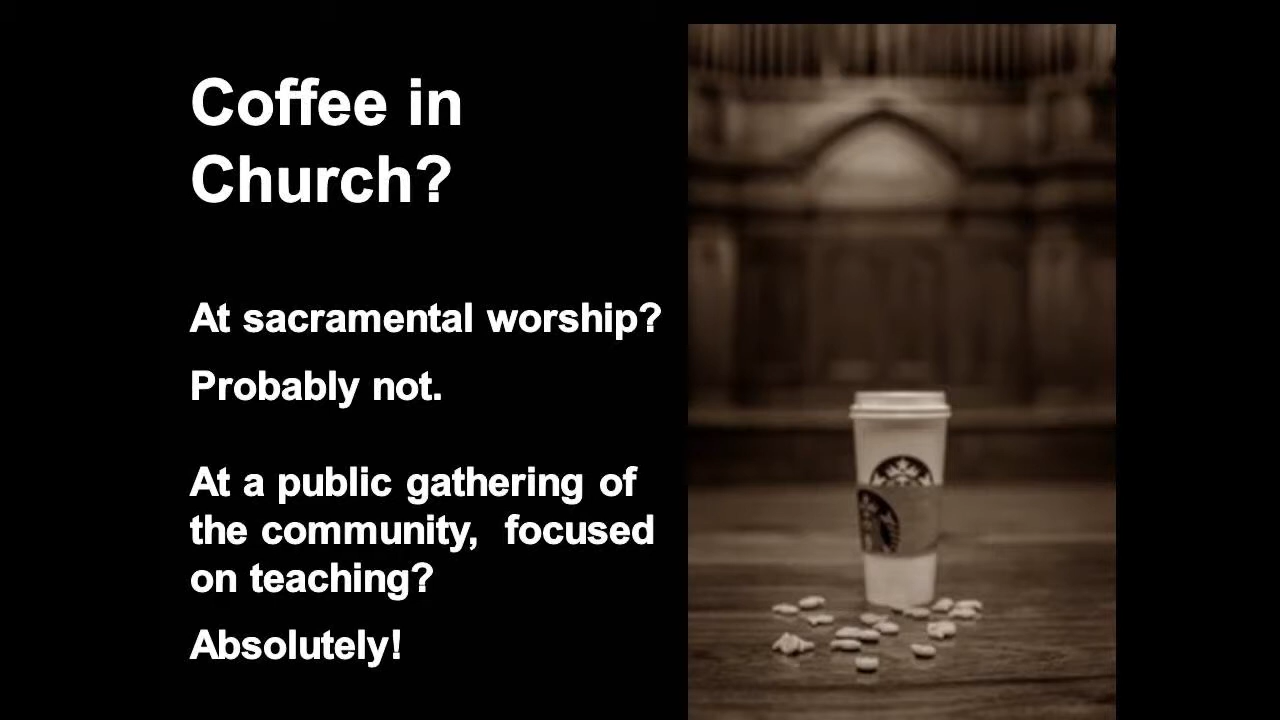 Coffee in
Church?
At sacramental worship?
Probably not.
At a public gathering of
the community,  focused
on teaching?
Absolutely!